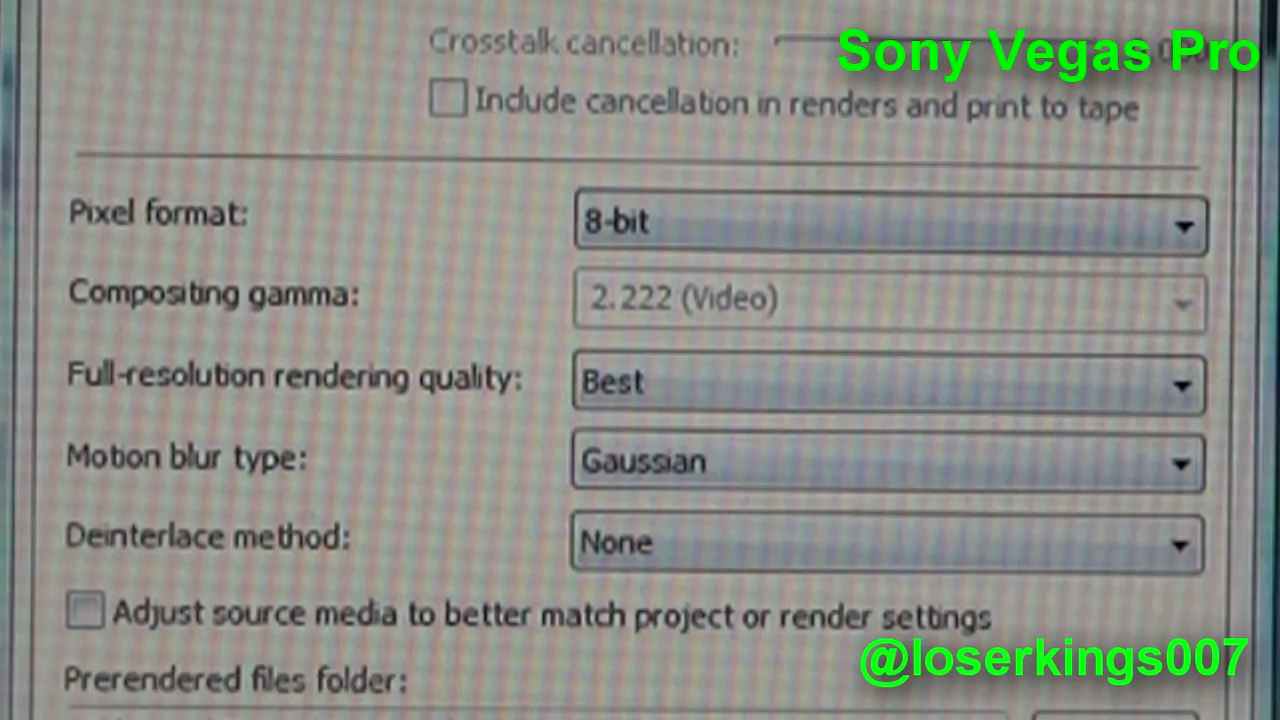 Crosstalk cancellation:
Sony Vegas Pro
Include cancellation in renders and print to tape
Pixel format: 8-bit
Compositing gamma: 2.222 (Video)
Full-resolution rendering quality: Best
Motion blur type: Gaussian
Deinterlace method: None
Adjust source media to better match project or render settings
@loserkings007
Prerendered files folder: